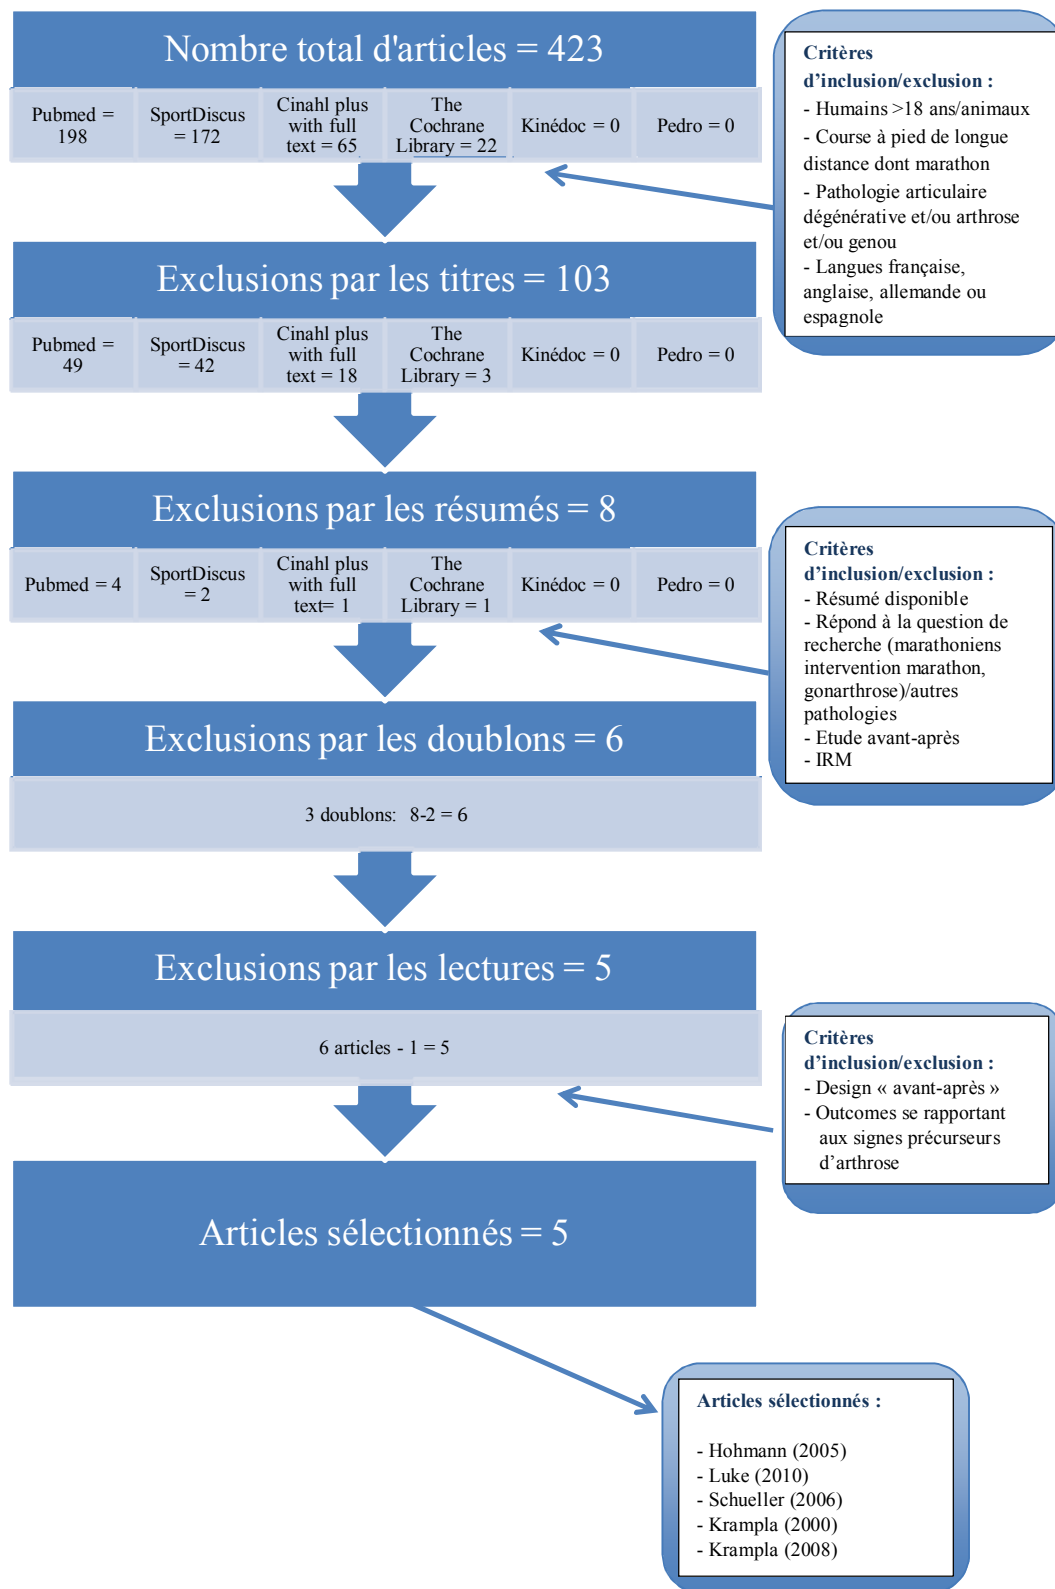 Nombre total d'articles = 423
Pubmed =
198
SportDiscus
= 172
Cinahl plus
with full
text = 65
The
Cochrane
Library = 22
Kinédoc = 0
Pedro = 0
Critères
d'inclusion/exclusion :
- Humains >18 ans/animaux
- Course à pied de longue
distance dont marathon
- Pathologie articulaire
dégénérative et/ou arthrose
et/ou genou
- Langues française,
anglaise, allemande ou
espagnole
Exclusions par les titres = 103
Pubmed =
49
SportDiscus
= 42
Cinahl plus
with full
text = 18
The
Cochrane
Library = 3
Kinédoc = 0
Pedro = 0
Exclusions par les résumés = 8
Pubmed = 4
SportDiscus
= 2
Cinahl plus
with full
text= 1
The
Cochrane
Library = 1
Kinédoc = 0
Pedro = 0
Critères
d'inclusion/exclusion :
- Résumé disponible
- Répond à la question de
recherche (marathoniens
intervention marathon,
gonarthrose)/autres
pathologies
- Etude avant-après
- IRM
Exclusions par les doublons = 6
3 doublons:  8-2 = 6
Exclusions par les lectures = 5
6 articles - 1 = 5
Critères
d'inclusion/exclusion :
- Design « avant-après »
- Outcomes se rapportant
aux signes précurseurs
d'arthrose
Articles sélectionnés = 5
Articles sélectionnés :
- Hohmann (2005)
- Luke (2010)
- Schueller (2006)
- Krampla (2000)
- Krampla (2008)